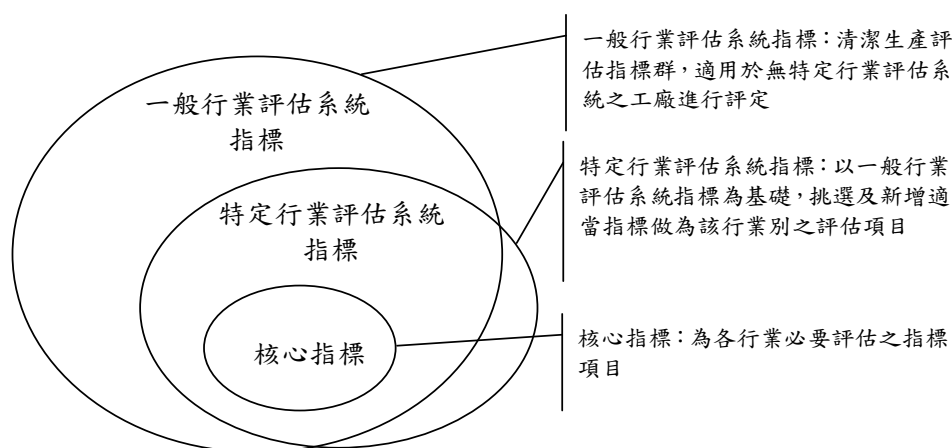 一般行業評估系統
指標
特定行業評估系統
指標
核心指標
一般行業評估系統指標：清潔生產評
估指標群，適用於無特定行業評估系
統之工廠進行評定
特定行業評估系統指標：以一般行業
評估系統指標為基礎，挑選及新增適
當指標做為該行業別之評估項目
核心指標：為各行業必要評估之指標
項目